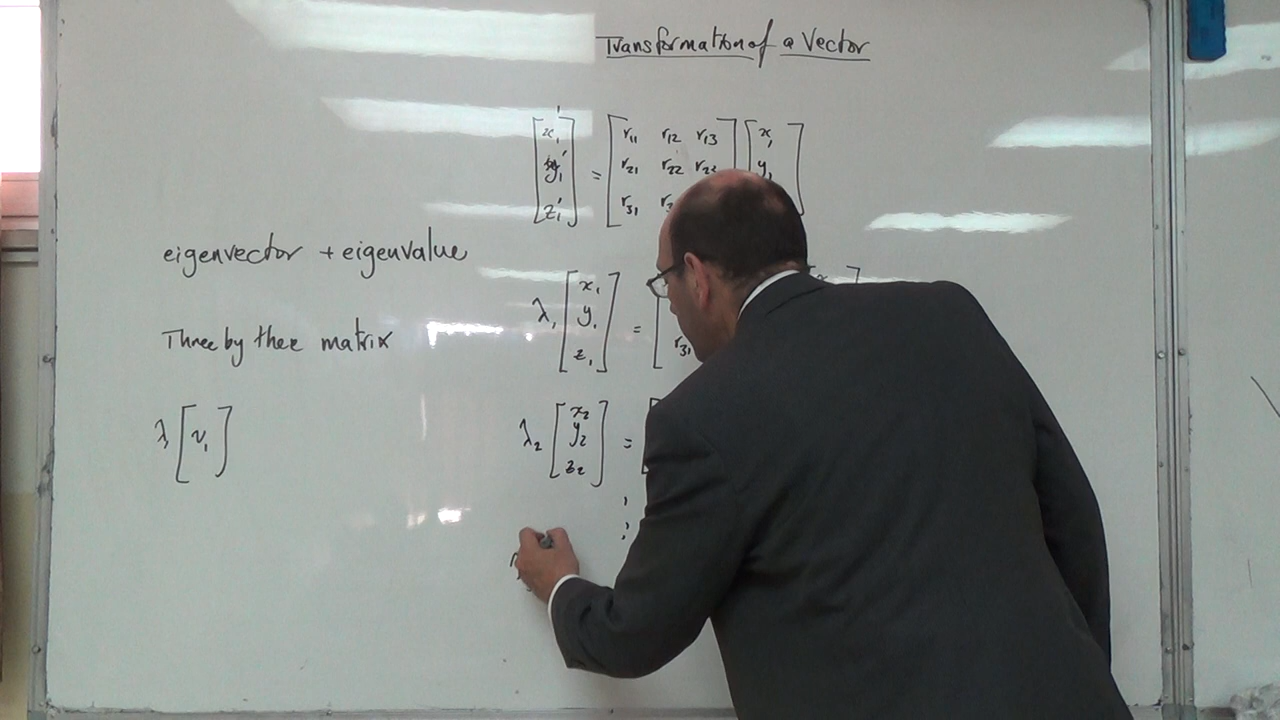 Transformation of a Vector
[x₁'] = [r₁₁ r₁₂ r₁₃] [x₁]
[y₁'] [r₂₁ r₂₂ r₂₃] [y₁]
[z₁'] [r₃₁
eigenvector + eigenvalue
λ₁ [x₁ y₁ z₁] = [ r₃₁
Three by thee matrix
λ₁ [v₁]
λ₂ [x₂ y₂ z₂] = [